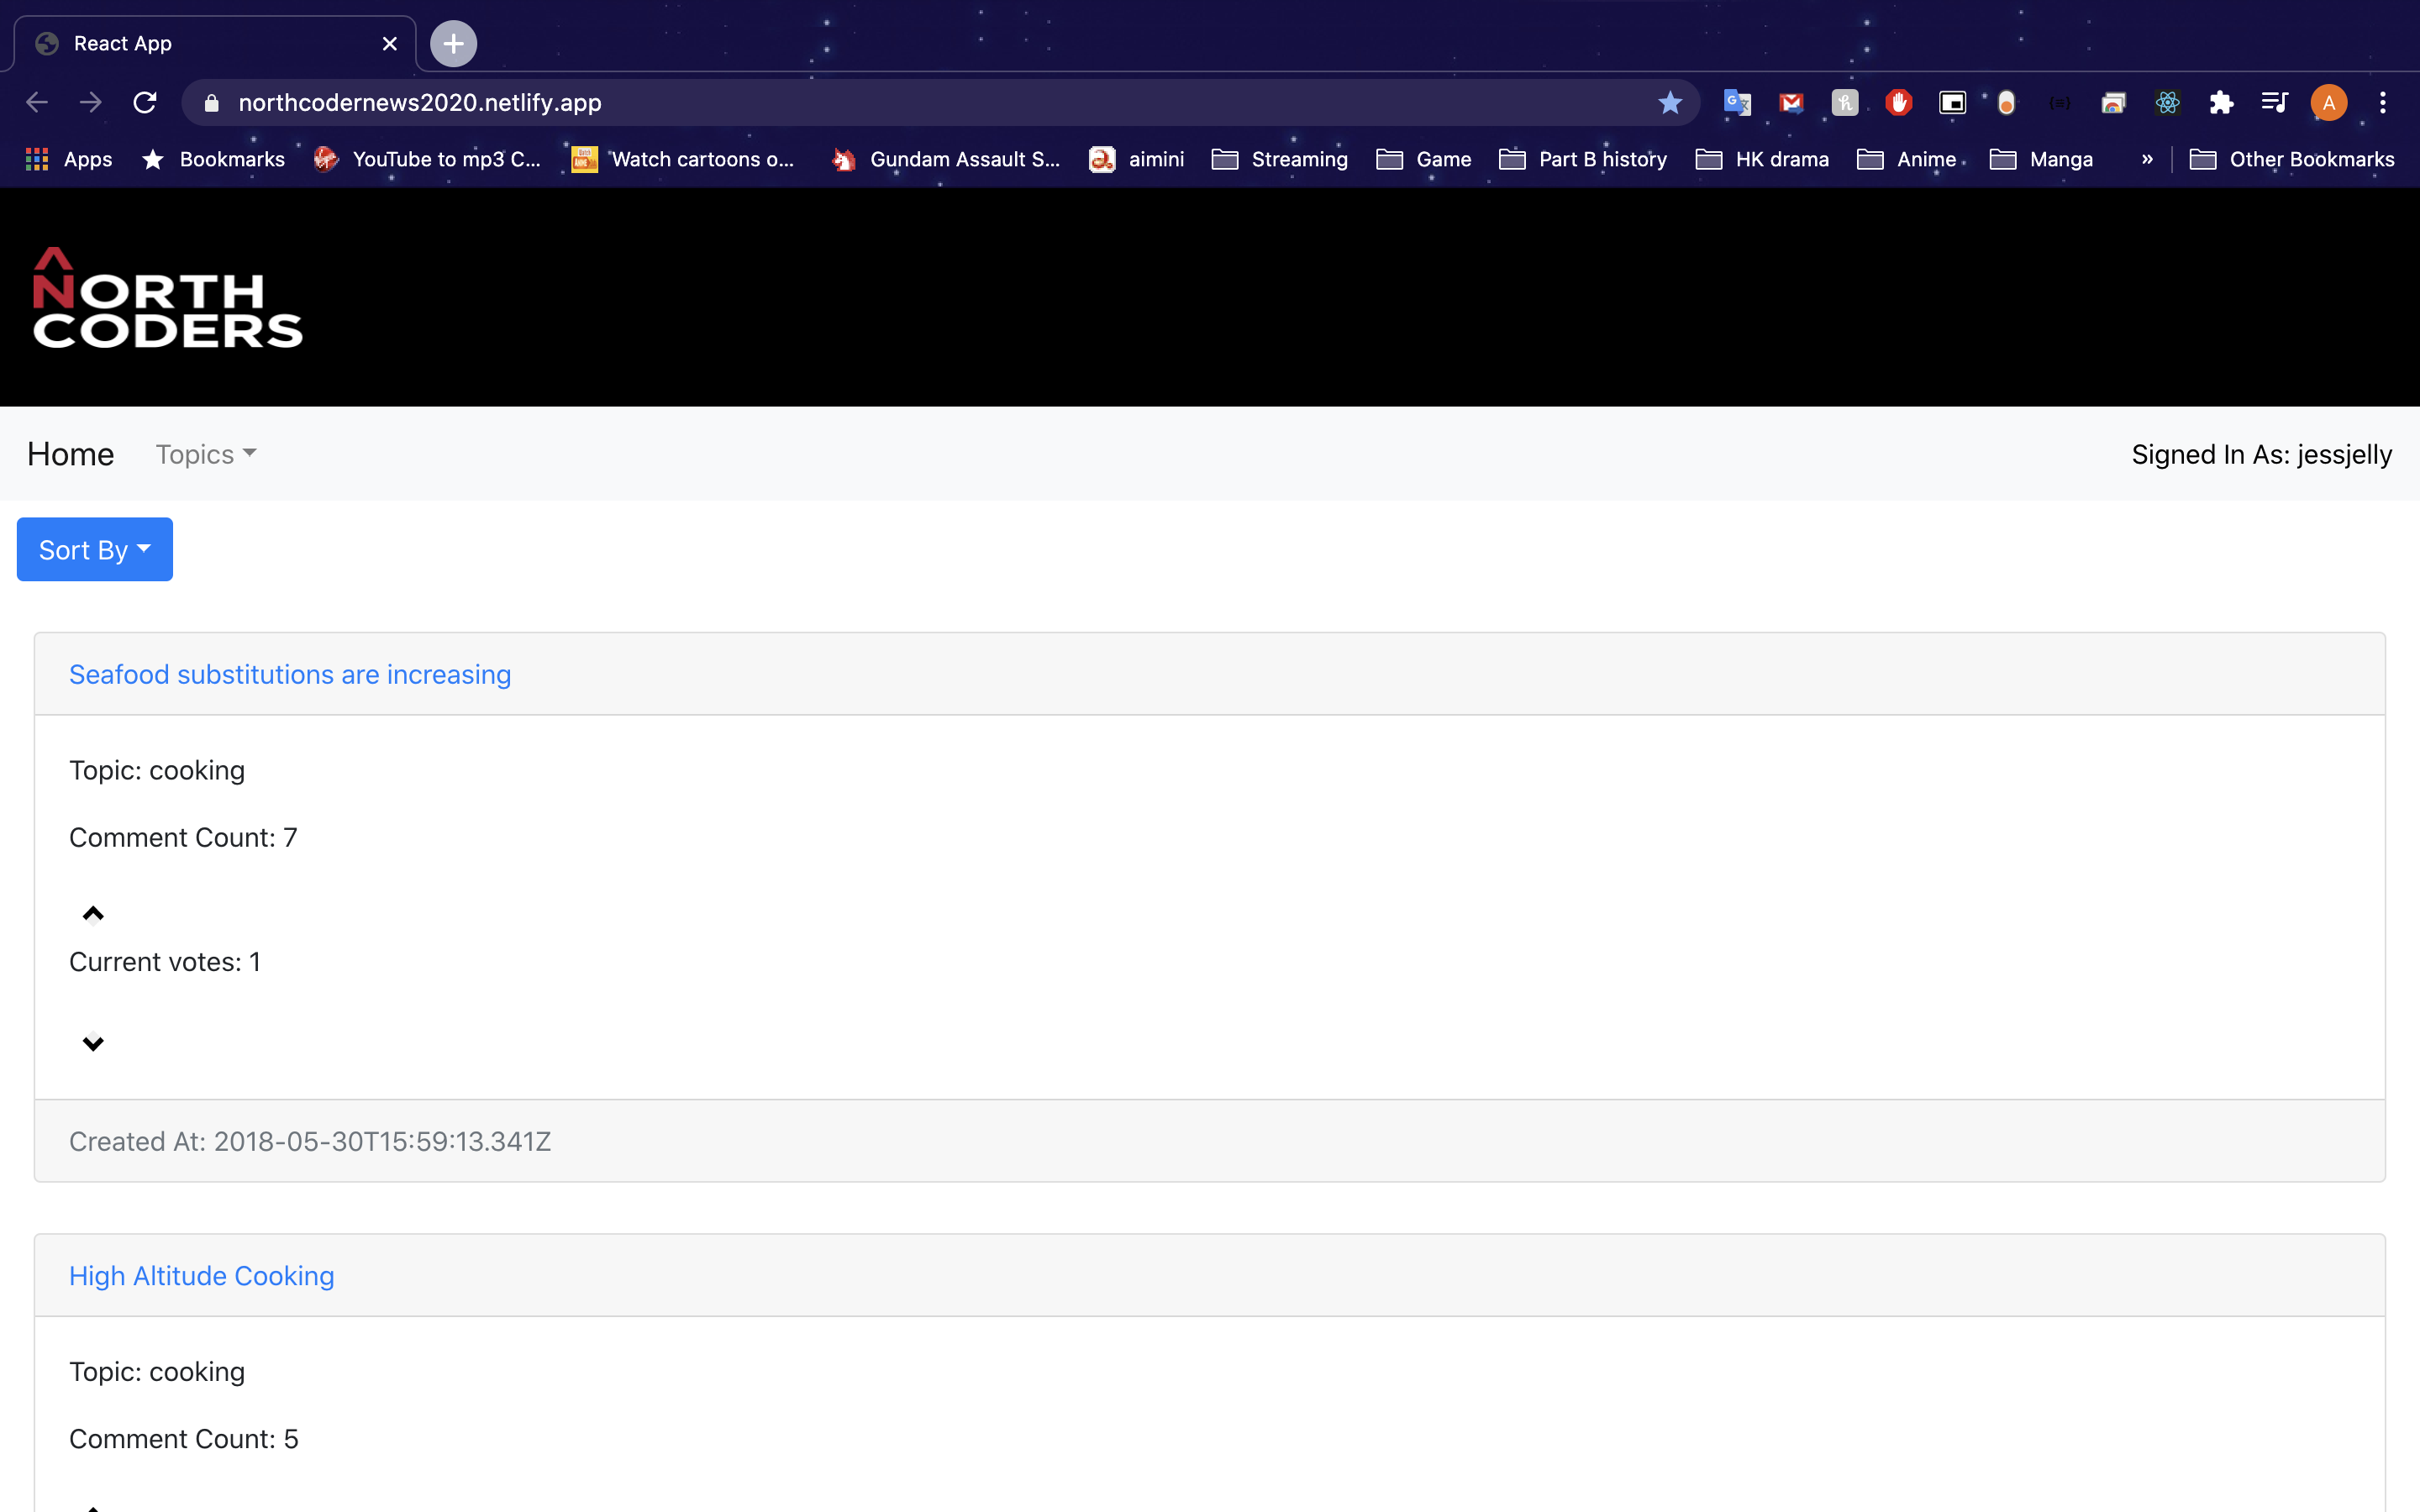 React App
northcodernews2020.netlify.app
A
Apps Bookmarks YouTube to mp3 C... Watch cartoons o... Gundam Assault S... aimini Streaming Game Part B history HK drama Anime Manga » Other Bookmarks
NORTH
CODERS
Home Topics Signed In As: jessjelly
Sort By
Seafood substitutions are increasing
Topic: cooking
Comment Count: 7
Current votes: 1
Created At: 2018-05-30T15:59:13.341Z
High Altitude Cooking
Topic: cooking
Comment Count: 5